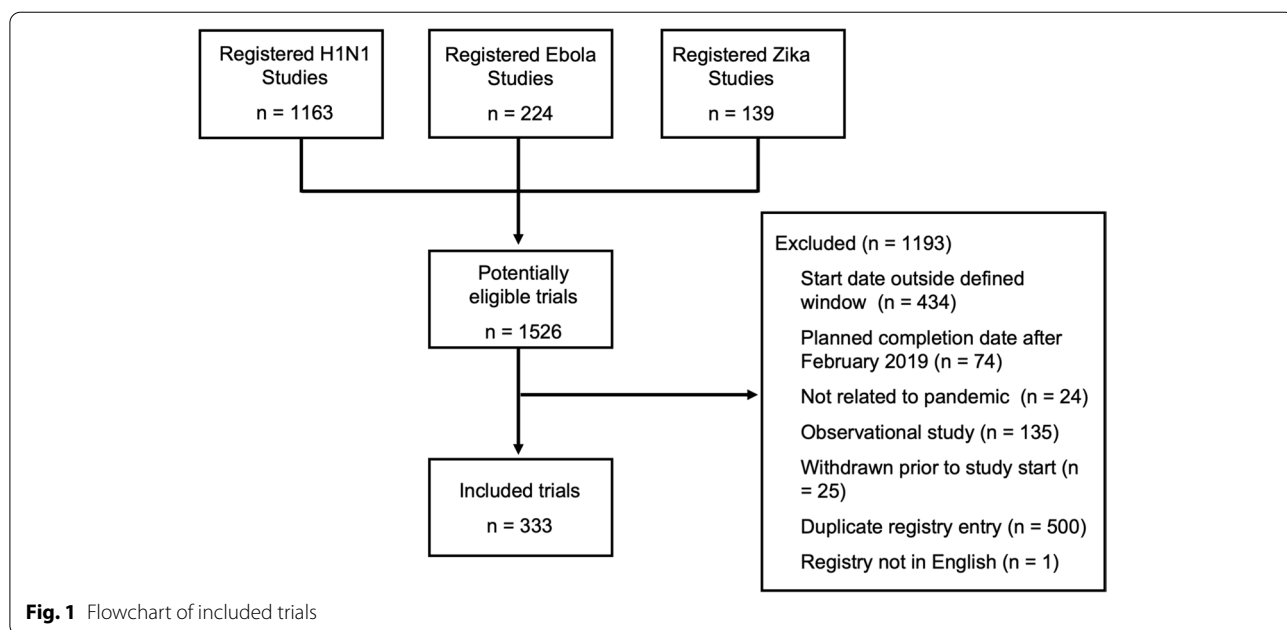 Registered H1N1
Studies
n = 1163
Registered Ebola
Studies
n = 224
Registered Zika
Studies
n = 139
Potentially
eligible trials
n = 1526
Excluded (n = 1193)
Start date outside defined
window (n = 434)
Planned completion date after
February 2019 (n = 74)
Not related to pandemic (n = 24)
Observational study (n = 135)
Withdrawn prior to study start (n
= 25)
Duplicate registry entry (n = 500)
Registry not in English (n = 1)
Included trials
n = 333
Fig. 1 Flowchart of included trials